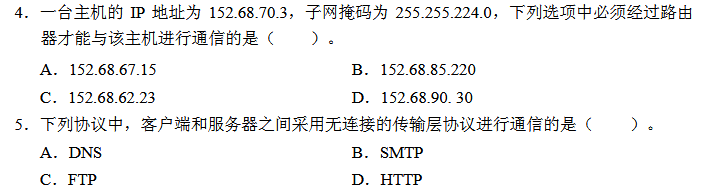 4．一台主机的 IP 地址为 152.68.70.3，子网掩码为 255.255.224.0，下列选项中必须经过路由
器才能与该主机进行通信的是（　　）。
A．152.68.67.15　　B．152.68.85.220
C．152.68.62.23　　D．152.68.90. 30
5．下列协议中，客户端和服务器之间采用无连接的传输层协议进行通信的是（　　）。
A．DNS　　B．SMTP
C．FTP　　D．HTTP